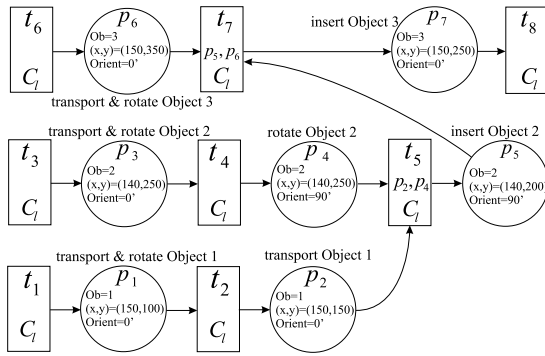 t6
Cl
p6
Ob=3
(x,y)=(150,350)
Orient=0'
transport & rotate Object 3
t7
p5, p6
Cl
insert Object 3
p7
Ob=3
(x,y)=(150,250)
Orient=0'
t8
Cl
transport & rotate Object 2
t3
Cl
p3
Ob=2
(x,y)=(140,250)
Orient=0'
t4
Cl
rotate Object 2
p4
Ob=2
(x,y)=(140,250)
Orient=90'
t5
p2, p4
Cl
insert Object 2
p5
Ob=2
(x,y)=(140,200)
Orient=90'
transport & rotate Object 1
t1
Cl
p1
Ob=1
(x,y)=(150,100)
Orient=0'
t2
Cl
transport Object 1
p2
Ob=1
(x,y)=(150,150)
Orient=0'